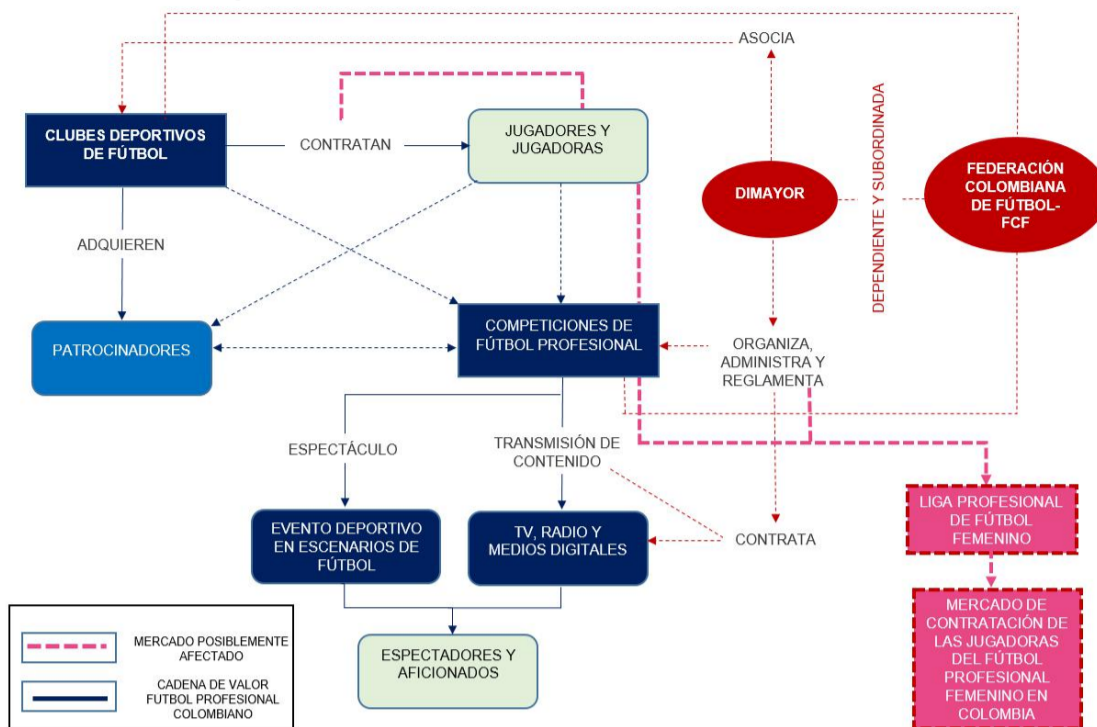 ASOCIA
CLUBES DEPORTIVOS
DE FÚTBOL
CONTRATAN
JUGADORES Y
JUGADORAS
DIMAYOR
DEPENDIENTE Y SUBORDINADA
FEDERACIÓN
COLOMBIANA
DE FÚTBOL-
FCF
ADQUIEREN
PATROCINADORES
COMPETICIONES DE
FÚTBOL PROFESIONAL
ORGANIZA,
ADMINISTRA Y
REGLAMENTA
ESPECTÁCULO
TRANSMISIÓN DE
CONTENIDO
EVENTO DEPORTIVO
EN ESCENARIOS DE
FÚTBOL
TV, RADIO Y
MEDIOS DIGITALES
CONTRATA
LIGA PROFESIONAL
DE FÚTBOL
FEMENINO
MERCADO DE
CONTRATACIÓN DE
LAS JUGADORAS
DEL FÚTBOL
PROFESIONAL
FEMENINO EN
COLOMBIA
ESPECTADORES Y
AFICIONADOS
MERCADO POSIBLEMENTE
AFECTADO
CADENA DE VALOR
FUTBOL PROFESIONAL
COLOMBIANO